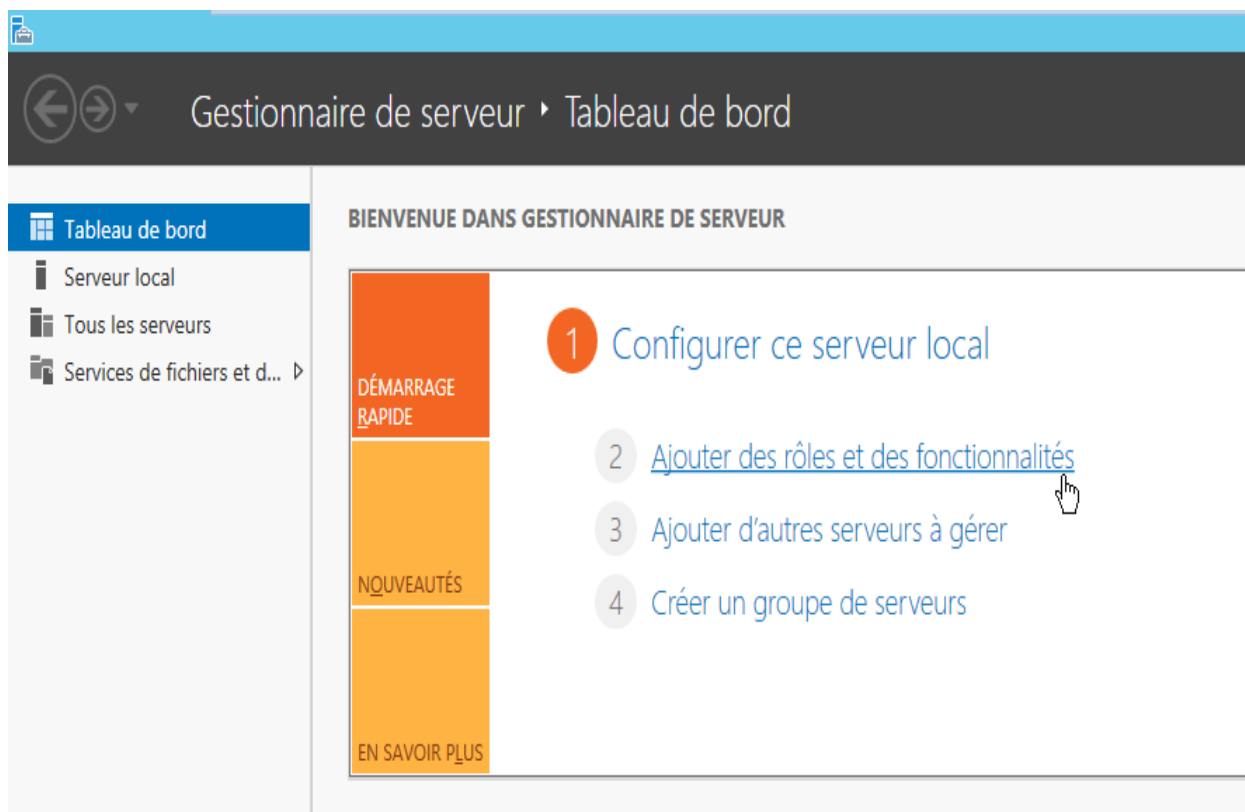 Gestionnaire de serveur ‣ Tableau de bord
Tableau de bord
Serveur local
Tous les serveurs
Services de fichiers et d...
BIENVENUE DANS GESTIONNAIRE DE SERVEUR
DÉMARRAGE
RAPIDE
NOUVEAUTÉS
EN SAVOIR PLUS
1 Configurer ce serveur local
2 Ajouter des rôles et des fonctionnalités
3 Ajouter d'autres serveurs à gérer
4 Créer un groupe de serveurs